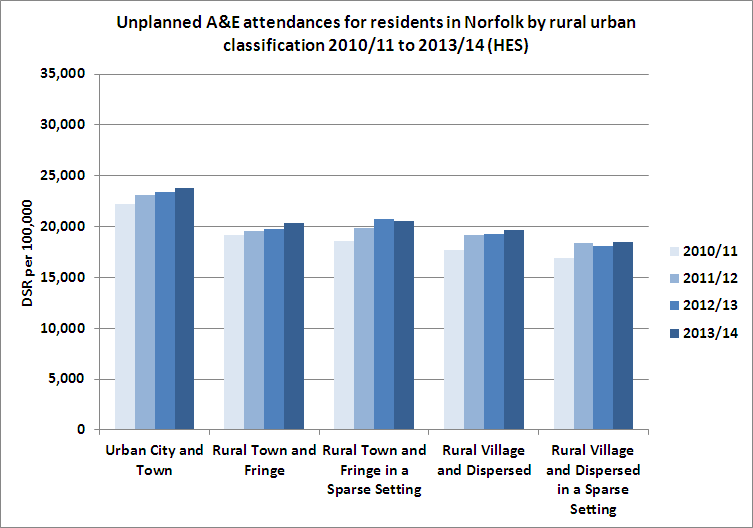 Unplanned A&E attendances for residents in Norfolk by rural urban
classification 2010/11 to 2013/14 (HES)
35,000
30,000
25,000
20,000
15,000
10,000
5,000
0
DSR per 100,000
Urban City and
Town
Rural Town and
Fringe
Rural Town and
Fringe in a
Sparse Setting
Rural Village
and Dispersed
Rural Village
and Dispersed
in a Sparse
Setting
2010/11
2011/12
2012/13
2013/14